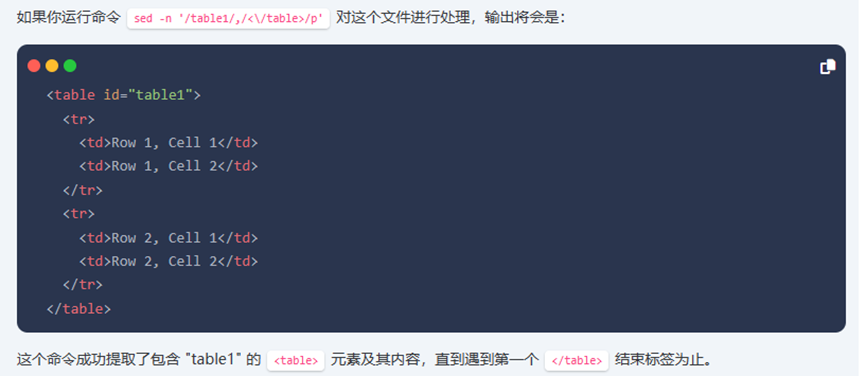 如果你运行命令 sed -n '/table1/,/<\/table>/p' 对这个文件进行处理，输出将会是：
<table id="table1">
<tr>
<td>Row 1, Cell 1</td>
<td>Row 1, Cell 2</td>
</tr>
<tr>
<td>Row 2, Cell 1</td>
<td>Row 2, Cell 2</td>
</tr>
</table>
这个命令成功提取了包含 "table1" 的 <table> 元素及其内容，直到遇到第一个 </table> 结束标签为止。